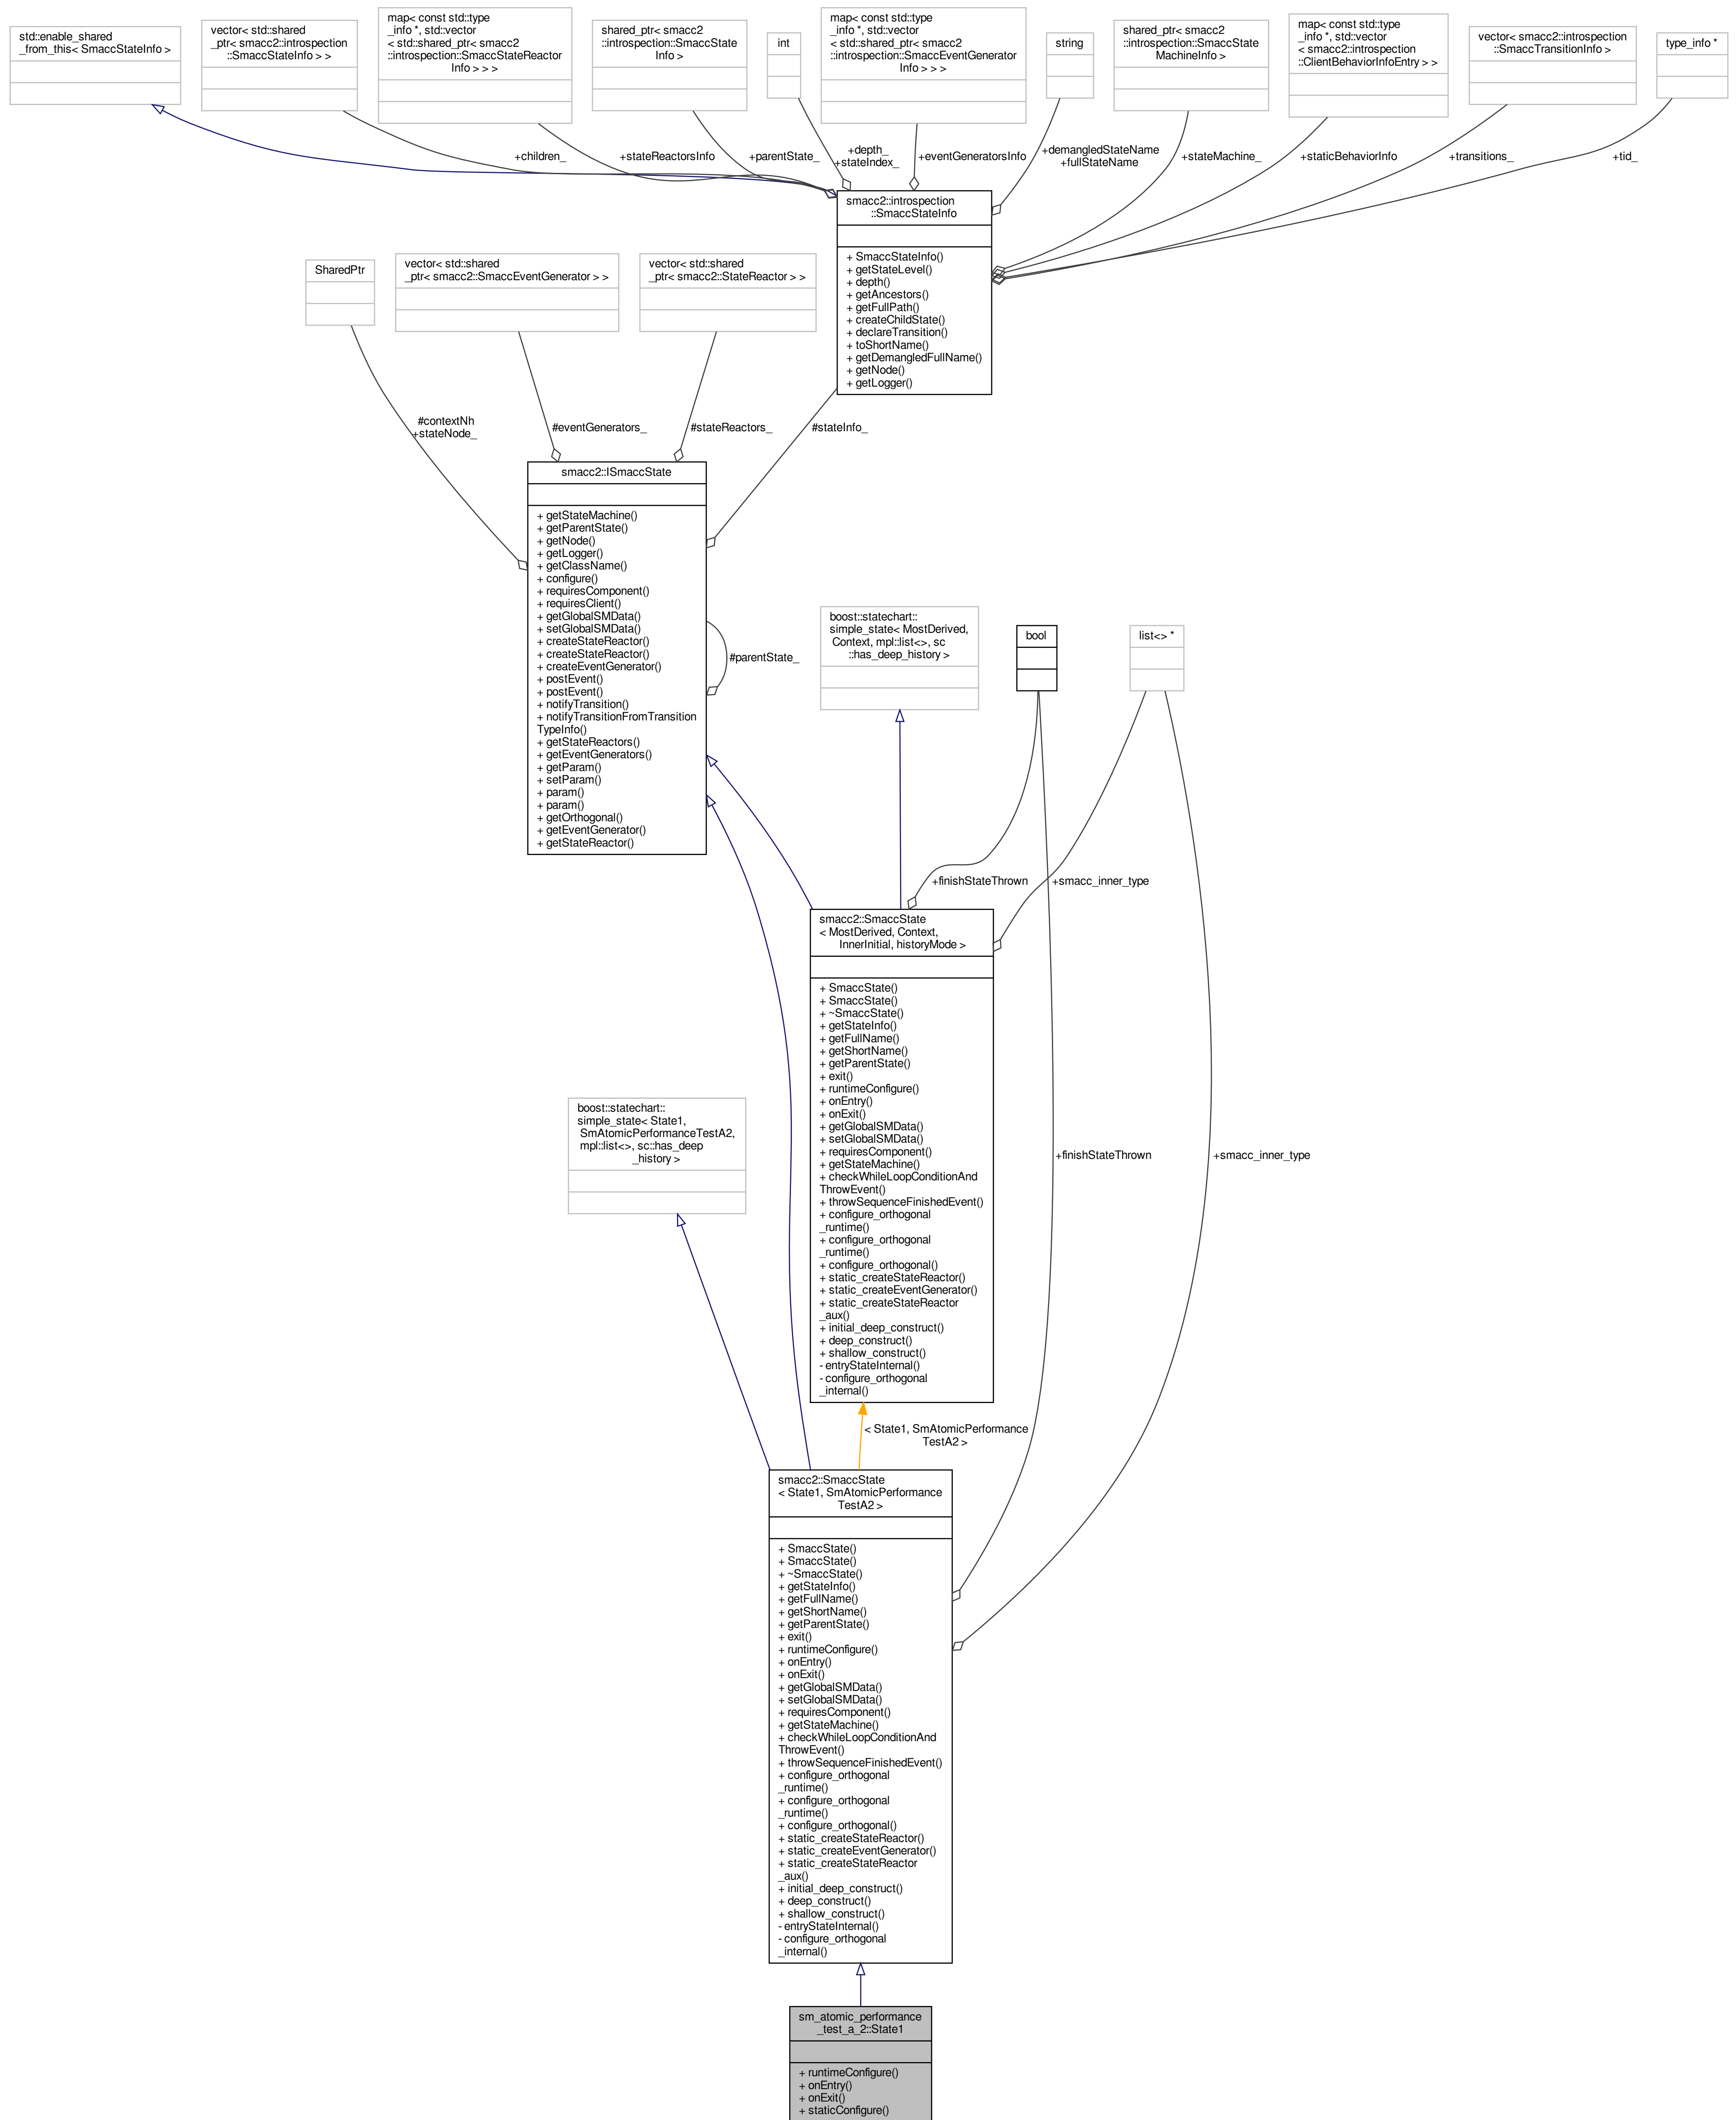 std::enable_shared
_from_this< SmaccStateInfo >
vector< std::shared
_ptr< smacc2::introspection
::SmaccStateInfo > >
map< const std::type
_info *, std::vector
< std::shared_ptr< smacc2
::introspection::SmaccStateReactor
Info > > >
shared_ptr< smacc2
::introspection::SmaccState
Info >
int
map< const std::type
_info *, std::vector
< std::shared_ptr< smacc2
::introspection::SmaccEventGenerator
Info > > >
string
shared_ptr< smacc2
::introspection::SmaccState
MachineInfo >
map< const std::type
_info *, std::vector
< smacc2::introspection
::ClientBehaviorInfoEntry > >
vector< smacc2::introspection
::SmaccTransitionInfo >
type_info *
+children_
+stateReactorsInfo
+parentState_
+depth_
+stateIndex_
+eventGeneratorsInfo
+demangledStateName
+fullStateName
+stateMachine_
+staticBehaviorInfo
+transitions_
+tid_
smacc2::introspection
::SmaccStateInfo
+ SmaccStateInfo()
+ getStateLevel()
+ depth()
+ getAncestors()
+ getFullPath()
+ createChildState()
+ declareTransition()
+ toShortName()
+ getDemangledFullName()
+ getNode()
+ getLogger()
SharedPtr
vector< std::shared
_ptr< smacc2::SmaccEventGenerator > >
vector< std::shared
_ptr< smacc2::StateReactor > >
#contextNh
+stateNode_
#eventGenerators_
#stateReactors_
#stateInfo_
smacc2::ISmaccState
+ getStateMachine()
+ getParentState()
+ getNode()
+ getLogger()
+ getClassName()
+ configure()
+ requiresComponent()
+ requiresClient()
+ getGlobalSMData()
+ setGlobalSMData()
+ createStateReactor()
+ createStateReactor()
+ createEventGenerator()
+ postEvent()
+ postEvent()
+ notifyTransition()
+ notifyTransitionFromTransition
TypeInfo()
+ getStateReactors()
+ getEventGenerators()
+ getParam()
+ setParam()
+ param()
+ param()
+ getOrthogonal()
+ getEventGenerator()
+ getStateReactor()
#parentState_
boost::statechart::
simple_state< MostDerived,
Context, mpl::list<>, sc
::has_deep_history >
bool
list<> *
+finishStateThrown
+smacc_inner_type
smacc2::SmaccState
< MostDerived, Context,
InnerInitial, historyMode >
+ SmaccState()
+ SmaccState()
+ ~SmaccState()
+ getStateInfo()
+ getFullName()
+ getShortName()
+ getParentState()
+ exit()
+ runtimeConfigure()
+ onEntry()
+ onExit()
+ getGlobalSMData()
+ setGlobalSMData()
+ requiresComponent()
+ getStateMachine()
+ checkWhileLoopConditionAnd
ThrowEvent()
+ throwSequenceFinishedEvent()
+ configure_orthogonal
_runtime()
+ configure_orthogonal
_runtime()
+ configure_orthogonal()
+ static_createStateReactor()
+ static_createEventGenerator()
+ static_createStateReactor
_aux()
+ initial_deep_construct()
+ deep_construct()
+ shallow_construct()
- entryStateInternal()
- configure_orthogonal
_internal()
boost::statechart::
simple_state< State1,
SmAtomicPerformanceTestA2,
mpl::list<>, sc::has_deep
_history >
+finishStateThrown
+smacc_inner_type
< State1, SmAtomicPerformance
TestA2 >
smacc2::SmaccState
< State1, SmAtomicPerformance
TestA2 >
+ SmaccState()
+ SmaccState()
+ ~SmaccState()
+ getStateInfo()
+ getFullName()
+ getShortName()
+ getParentState()
+ exit()
+ runtimeConfigure()
+ onEntry()
+ onExit()
+ getGlobalSMData()
+ setGlobalSMData()
+ requiresComponent()
+ getStateMachine()
+ checkWhileLoopConditionAnd
ThrowEvent()
+ throwSequenceFinishedEvent()
+ configure_orthogonal
_runtime()
+ configure_orthogonal
_runtime()
+ configure_orthogonal()
+ static_createStateReactor()
+ static_createEventGenerator()
+ static_createStateReactor
_aux()
+ initial_deep_construct()
+ deep_construct()
+ shallow_construct()
- entryStateInternal()
- configure_orthogonal
_internal()
sm_atomic_performance
_test_a_2::State1
+ runtimeConfigure()
+ onEntry()
+ onExit()
+ staticConfigure()